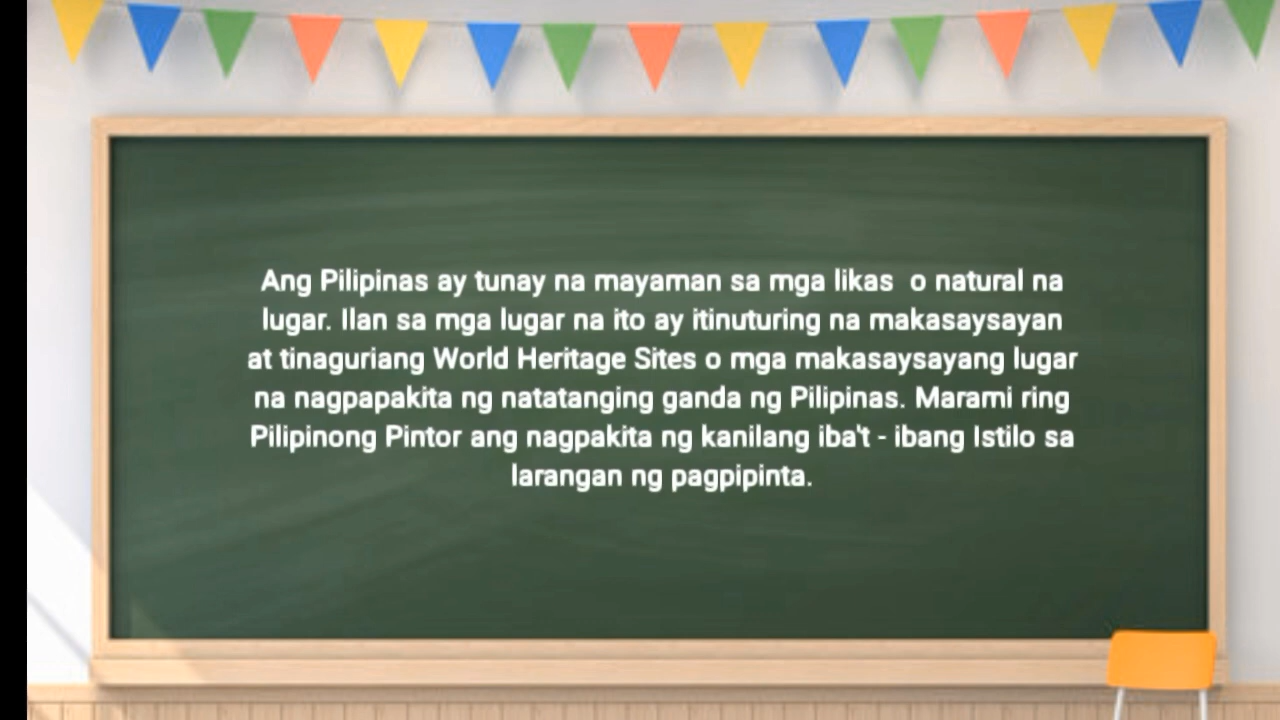 Ang Pilipinas ay tunay na mayaman sa mga likas  o natural na
lugar. Ilan sa mga lugar na ito ay itinuturing na makasaysayan
at tinaguriang World Heritage Sites o mga makasaysayang lugar
na nagpapakita ng natatanging ganda ng Pilipinas. Marami ring
Pilipinong Pintor ang nagpakita ng kanilang iba't - ibang Istilo sa
larangan ng pagpipinta.